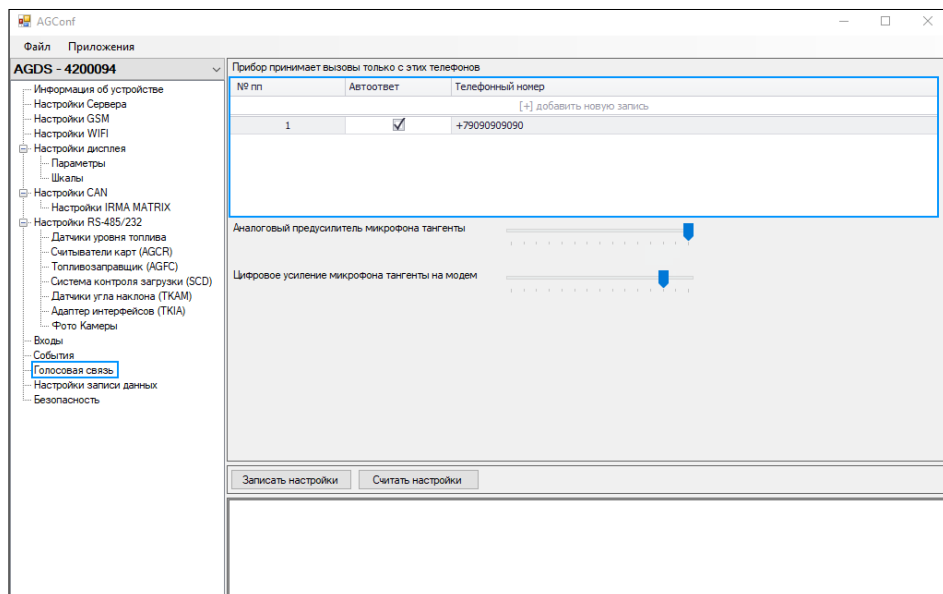 AGConf
Файл Приложения
AGDS - 4200094
Информация об устройстве
Настройки Сервера
Настройки GSM
Настройки WIFI
Настройки дисплея
Параметры
Шкалы
Настройки CAN
Настройки IRMA MATRIX
Настройки RS-485/232
Датчики уровня топлива
Считыватели карт (AGCR)
Топливозаправщик (AGFC)
Система контроля загрузки (SCD)
Датчики угла наклона (TKAM)
Адаптер интерфейсов (TKIA)
Фото Камеры
Входы
События
Голосовая связь
Настройки записи данных
Безопасность
Прибор принимает вызовы только с этих телефонов
№ пп Автоответ Телефонный номер
[+] добавить новую запись
1 +79090909090
Аналоговый предусилитель микрофона тангенты
Цифровое усиление микрофона тангенты на модем
Записать настройки Считать настройки